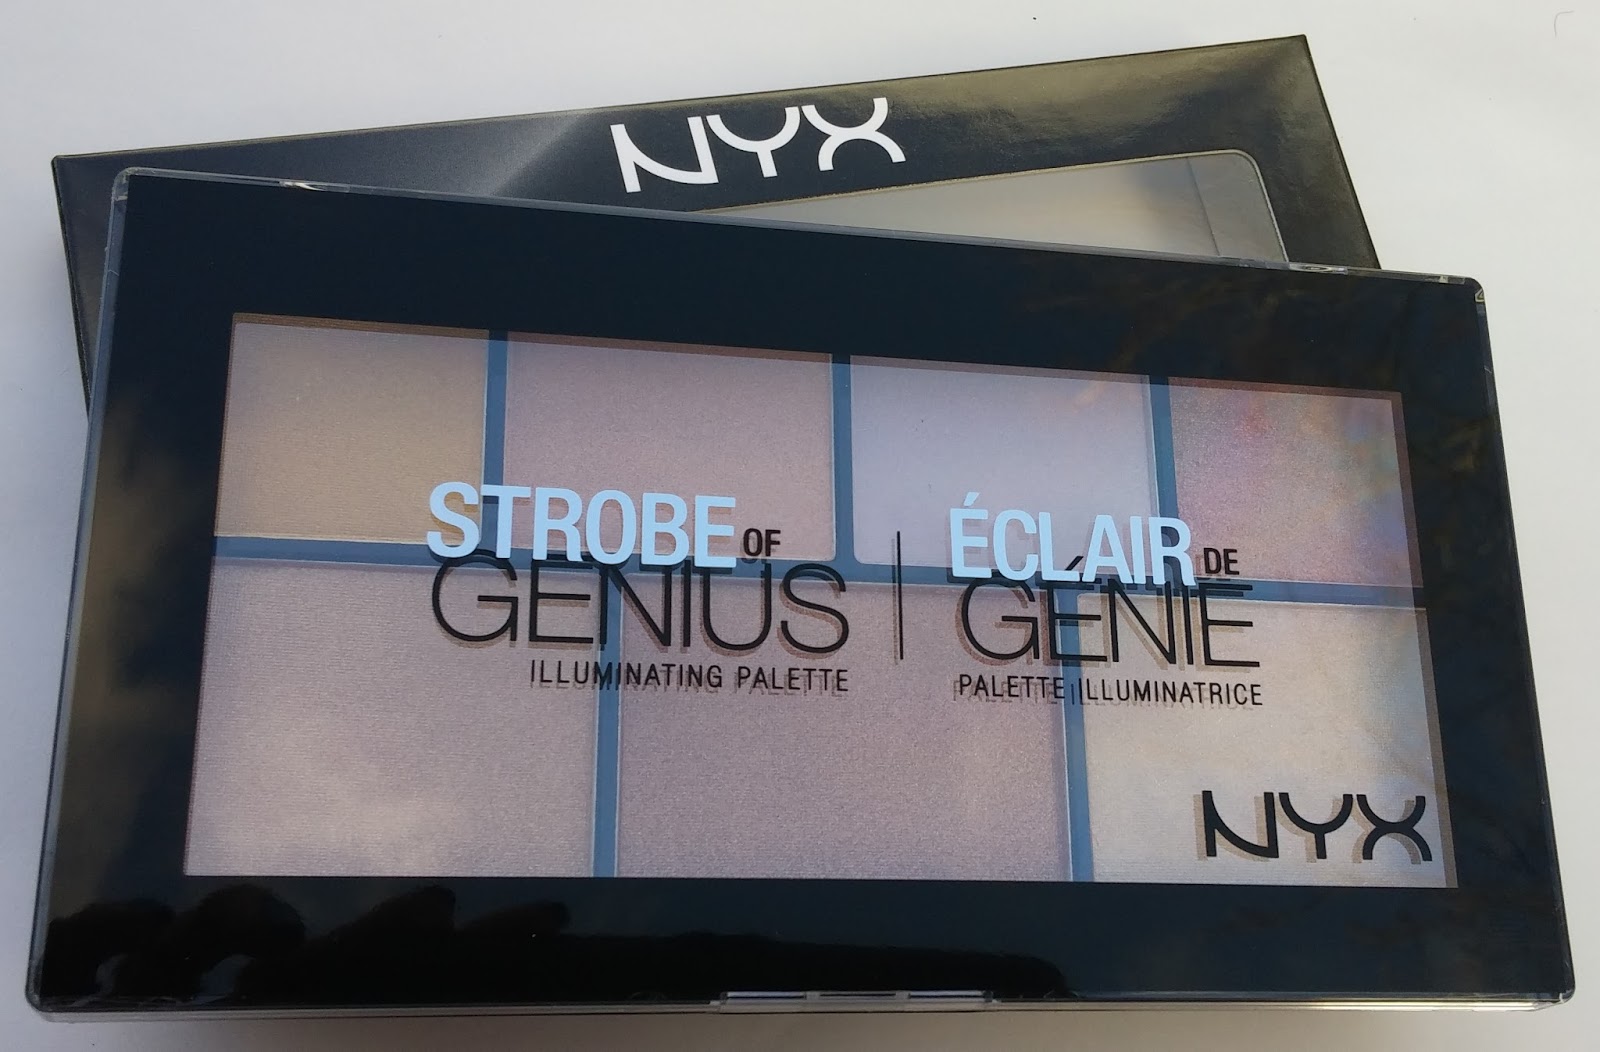 NYX
STROBE OF
GENIUS
ILLUMINATING PALETTE
ÉCLAIR DE
GÉNIE
PALETTE ILLUMINATRICE
NYX